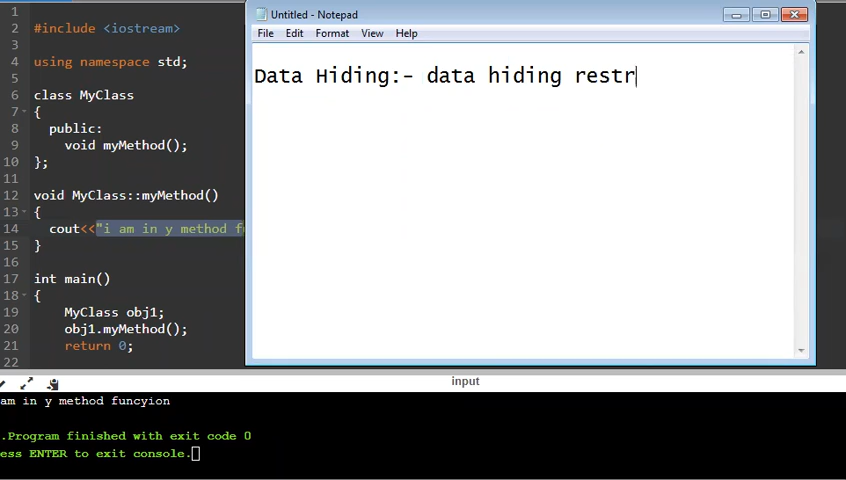 Untitled - Notepad
File Edit Format View Help
Data Hiding:- data hiding restr
1
2 #include <iostream>
3
4 using namespace std;
5
6 class MyClass
7 {
8 public:
9 void myMethod();
10 };
11
12 void MyClass::myMethod()
13 {
14 cout<<"i am in y method f
15 }
16
17 int main()
18 {
19 MyClass obj1;
20 obj1.myMethod();
21 return 0;
22
input
am in y method funcyion
.Program finished with exit code 0
ess ENTER to exit console.